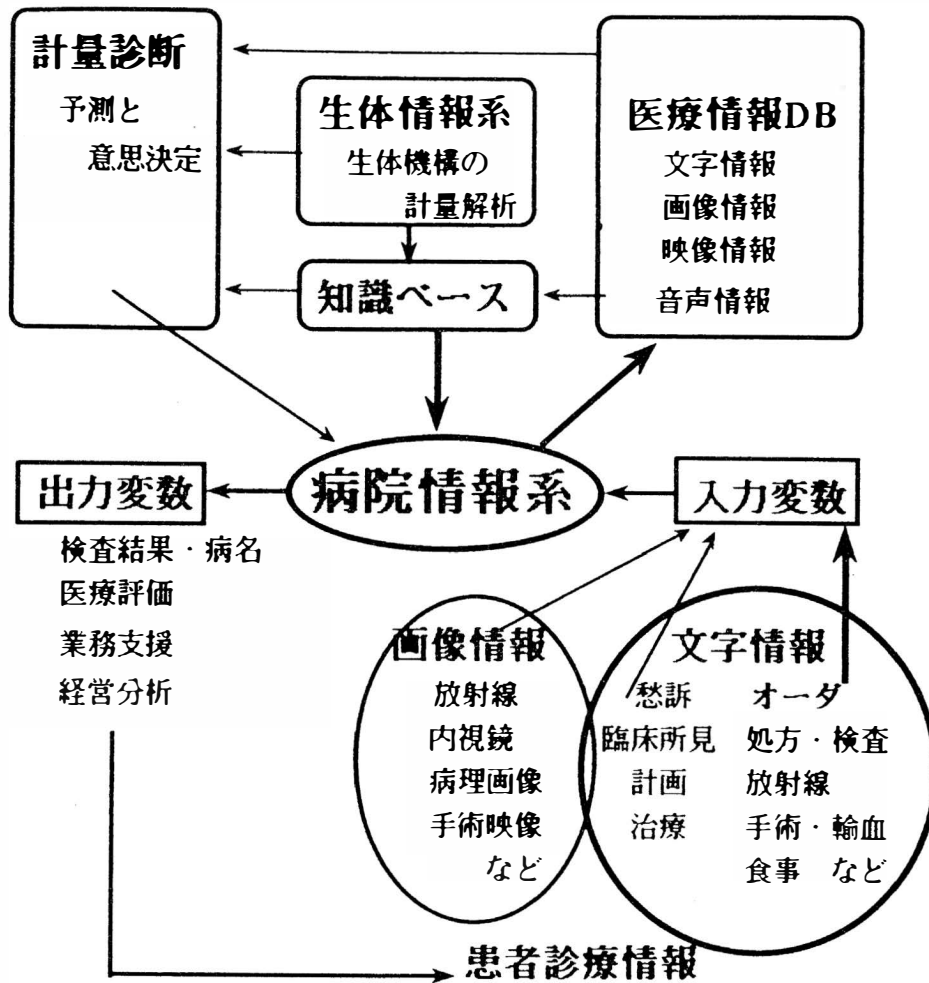 計量診断
予測と
意思決定
生体情報系
生体機構の
計量解析
医療情報DB
文字情報
画像情報
映像情報
音声情報
知識ベース
病院情報系
出力変数
検査結果・病名
医療評価
業務支援
経営分析
入力変数
画像情報
放射線
内視鏡
病理画像
手術映像
など
文字情報
愁訴 オーダ
臨床所見 処方・検査
計画 放射線
治療 手術・輸血
食事 など
患者診療情報